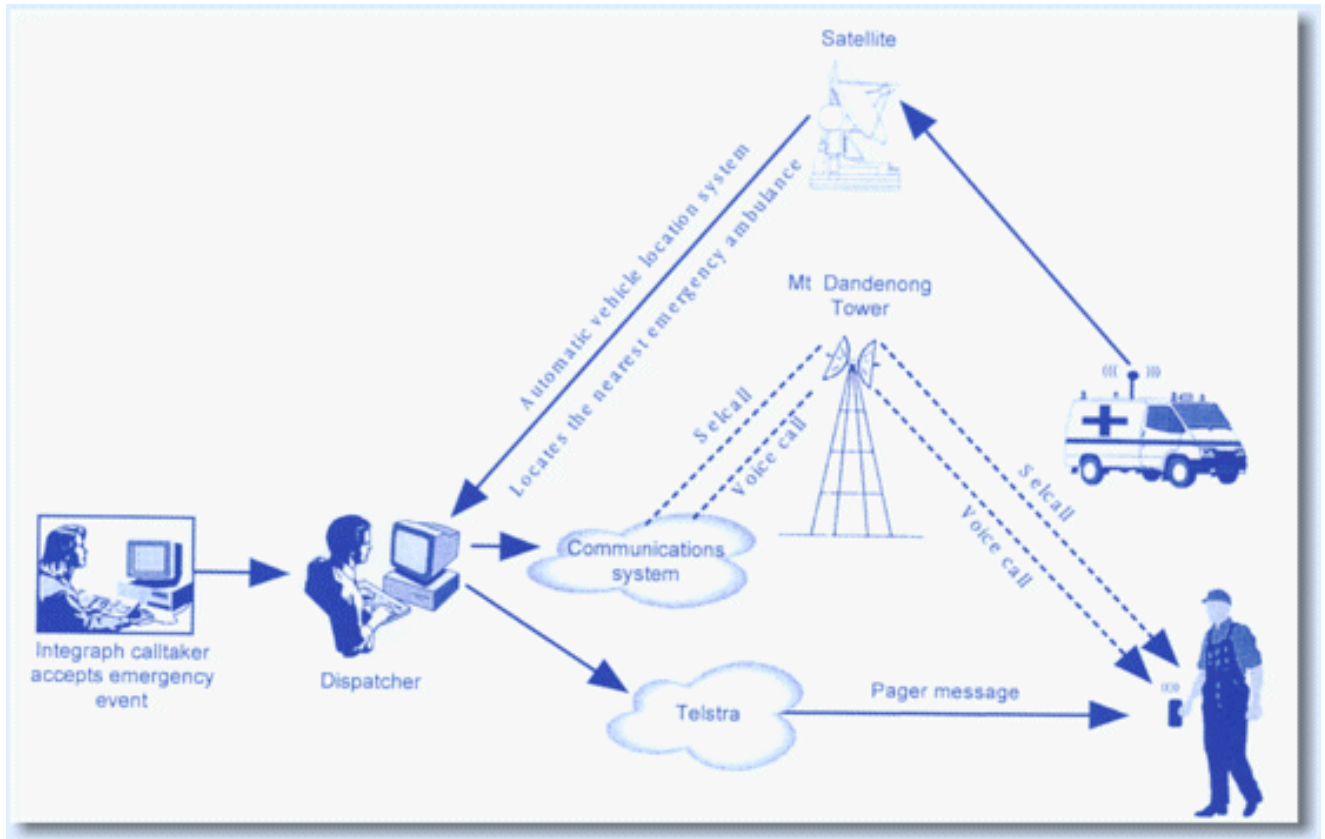 Satellite
Automatic vehicle location system
Locates the nearest emergency ambulance
Mt Dandenong
Tower
Selcall
Voice call
Selcall
Voice call
Communications
system
Integraph calltaker
accepts emergency
event
Dispatcher
Telstra
Pager message